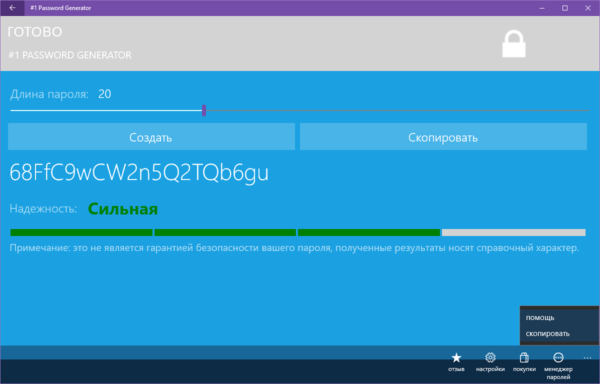 #1 Password Generator
ГОТОВО
#1 PASSWORD GENERATOR
Длина пароля: 20
Создать
Скопировать
68FfC9wCW2n5Q2TQb6gu
Надежность: Сильная
Примечание: это не является гарантией безопасности вашего пароля, полученные результаты носят справочный характер.
помощь
скопировать
отзыв
настройки
покупки
менеджер
паролей